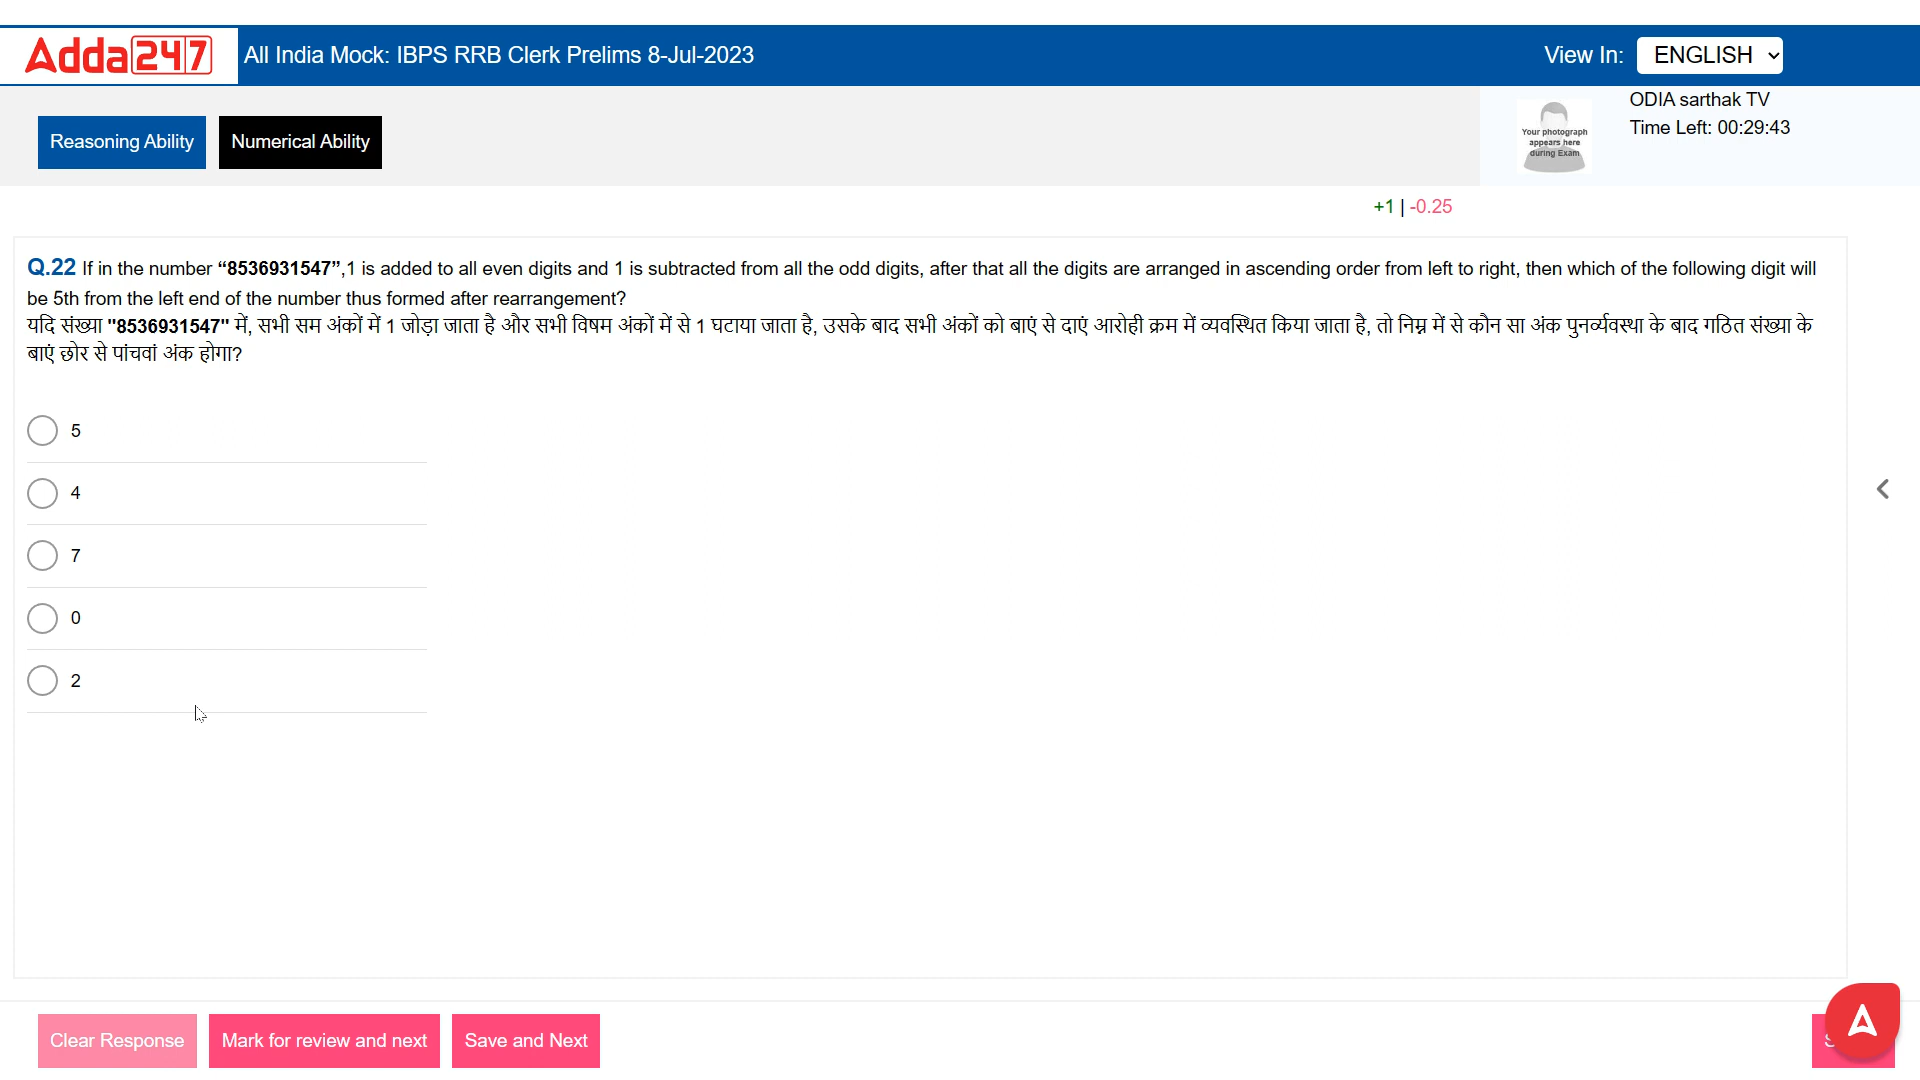 Adda247 All India Mock: IBPS RRB Clerk Prelims 8-Jul-2023 View In: ENGLISH
Reasoning Ability Numerical Ability
Your photograph
appears here
during Exam
ODIA sarthak TV
Time Left: 00:29:43
+1 | -0.25
Q.22 If in the number “8536931547”,1 is added to all even digits and 1 is subtracted from all the odd digits, after that all the digits are arranged in ascending order from left to right, then which of the following digit will
be 5th from the left end of the number thus formed after rearrangement?
यदि संख्या "8536931547" में, सभी सम अंकों में 1 जोड़ा जाता है और सभी विषम अंकों में से 1 घटाया जाता है, उसके बाद सभी अंकों को बाएं से दाएं आरोही क्रम में व्यवस्थित किया जाता है, तो निम्न में से कौन सा अंक पुनर्व्यवस्था के बाद गठित संख्या के
बाएं छोर से पांचवां अंक होगा?
5
4
7
0
2
Clear Response Mark for review and next Save and Next